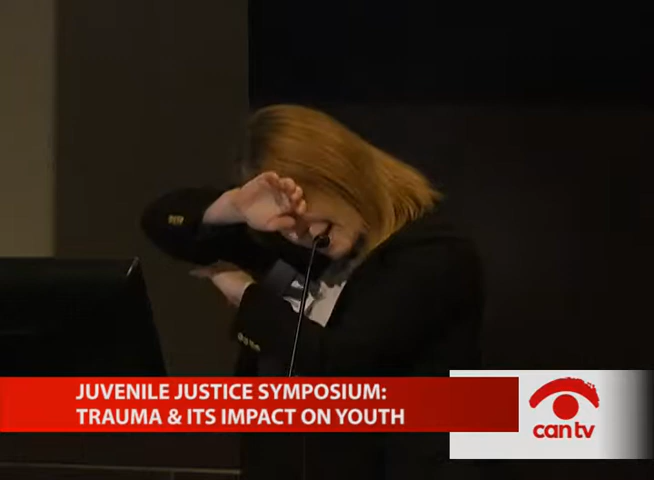 JUVENILE JUSTICE SYMPOSIUM:
TRAUMA & ITS IMPACT ON YOUTH
can tv